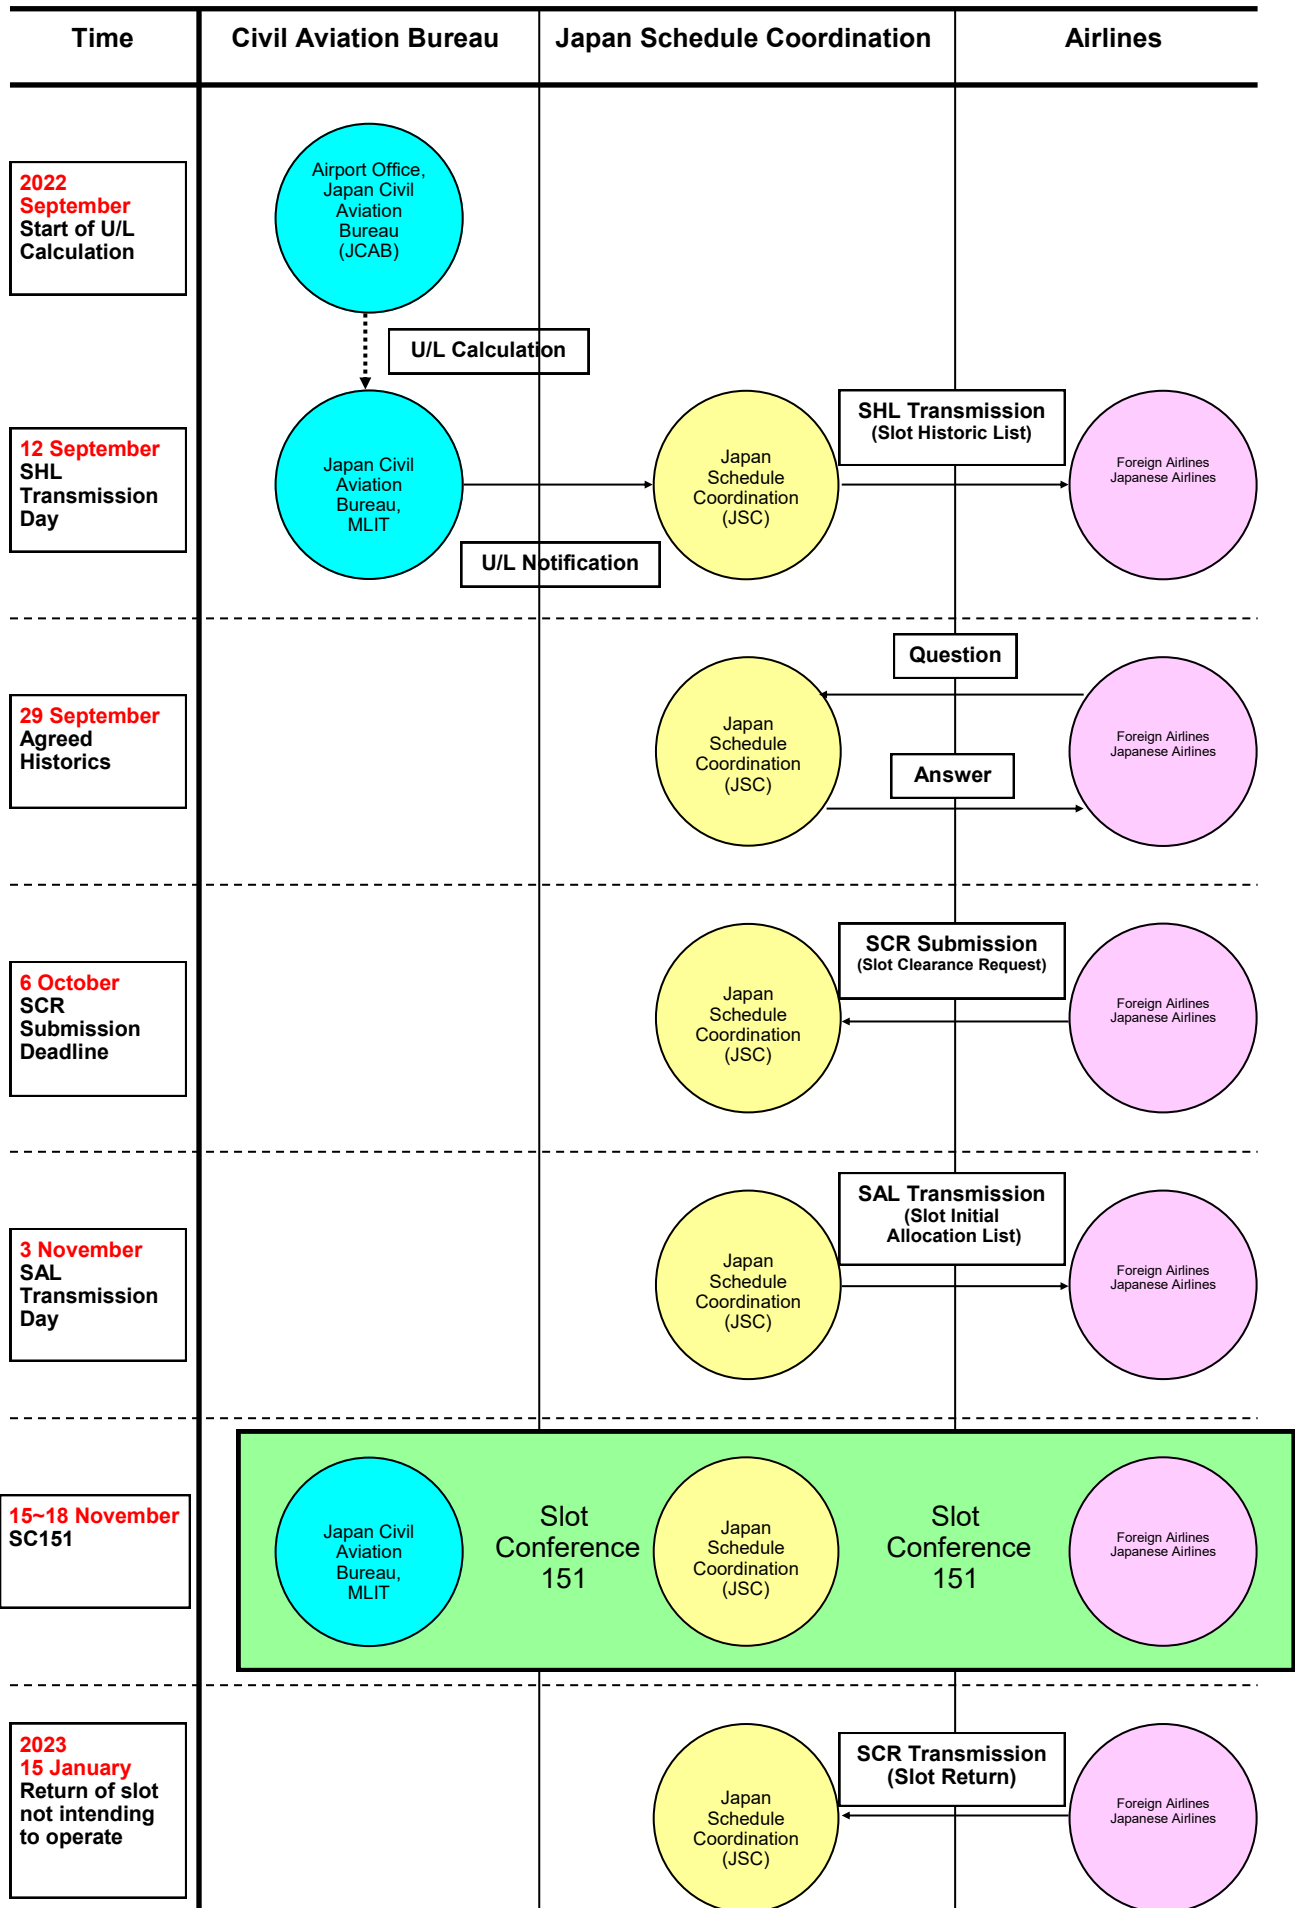 Time
Civil Aviation Bureau
Japan Schedule Coordination
Airlines
2022
September
Start of U/L
Calculation
Airport Office,
Japan Civil
Aviation
Bureau
(JCAB)
U/L Calculation
12 September
SHL
Transmission
Day
Japan Civil
Aviation
Bureau,
MLIT
U/L Notification
Japan
Schedule
Coordination
(JSC)
SHL Transmission
(Slot Historic List)
Foreign Airlines
Japanese Airlines
29 September
Agreed
Historics
Japan
Schedule
Coordination
(JSC)
Question
Answer
Foreign Airlines
Japanese Airlines
6 October
SCR
Submission
Deadline
Japan
Schedule
Coordination
(JSC)
SCR Submission
(Slot Clearance Request)
Foreign Airlines
Japanese Airlines
3 November
SAL
Transmission
Day
Japan
Schedule
Coordination
(JSC)
SAL Transmission
(Slot Initial
Allocation List)
Foreign Airlines
Japanese Airlines
15~18 November
SC151
Japan Civil
Aviation
Bureau,
MLIT
Slot
Conference
151
Japan
Schedule
Coordination
(JSC)
Slot
Conference
151
Foreign Airlines
Japanese Airlines
2023
15 January
Return of slot
not intending
to operate
Japan
Schedule
Coordination
(JSC)
SCR Transmission
(Slot Return)
Foreign Airlines
Japanese Airlines